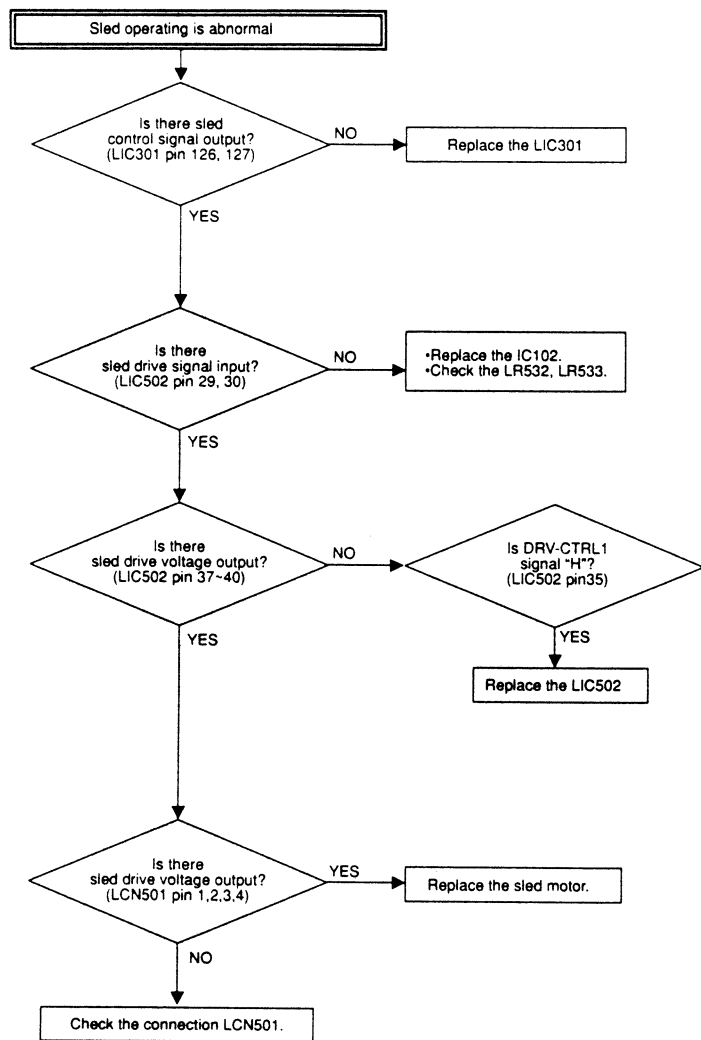 Sled operating is abnormal
Is there sled
control signal output?
(LIC301 pin 126, 127)
NO
Replace the LIC301
YES
Is there
sled drive signal input?
(LIC502 pin 29, 30)
NO
•Replace the IC102.
•Check the LR532, LR533.
YES
Is there
sled drive voltage output?
(LIC502 pin 37~40)
NO
Is DRV-CTRL1
signal "H"?
(LIC502 pin35)
YES
YES
Replace the LIC502
Is there
sled drive voltage output?
(LCN501 pin 1,2,3,4)
YES
Replace the sled motor.
NO
Check the connection LCN501.